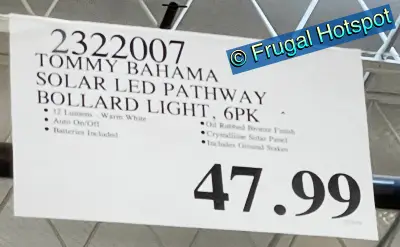 © Frugal Hotspot
2322007
TOMMY BAHAMA
SOLAR LED PATHWAY
BOLLARD LIGHT, 6PK
• 12 Lumens - Warm White
• Auto On/Off
• Batteries Included
• Oil Rubbed Bronze Finish
• Crystalline Solar Panel
• Includes Ground Stakes
47.99